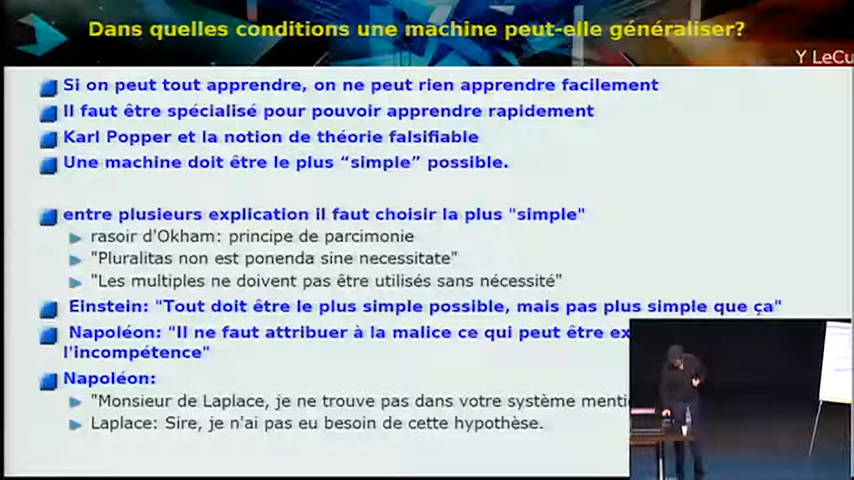 Dans quelles conditions une machine peut-elle généraliser?
Y LeCu
Si on peut tout apprendre, on ne peut rien apprendre facilement
Il faut être spécialisé pour pouvoir apprendre rapidement
Karl Popper et la notion de théorie falsifiable
Une machine doit être le plus “simple” possible.
entre plusieurs explication il faut choisir la plus "simple"
rasoir d'Okham: principe de parcimonie
"Pluralitas non est ponenda sine necessitate"
"Les multiples ne doivent pas être utilisés sans nécessité"
Einstein: "Tout doit être le plus simple possible, mais pas plus simple que ça"
Napoléon: "Il ne faut attribuer à la malice ce qui peut être ex
l'incompétence"
Napoléon:
"Monsieur de Laplace, je ne trouve pas dans votre système menti
Laplace: Sire, je n'ai pas eu besoin de cette hypothèse.